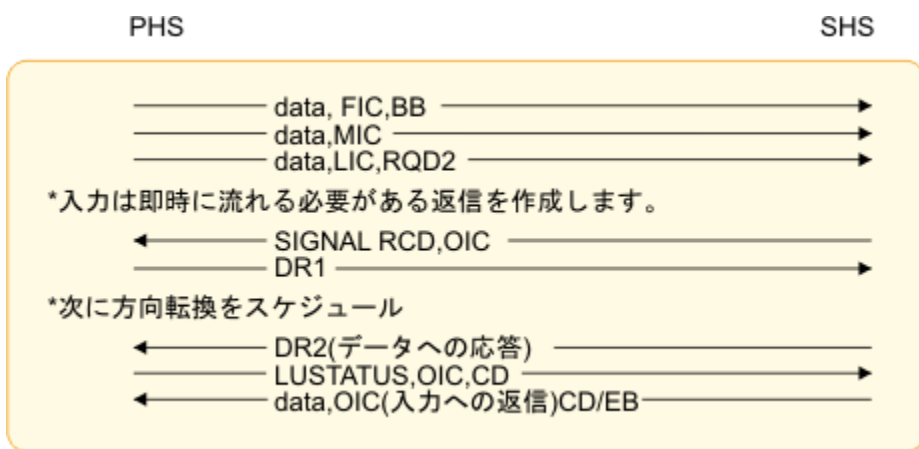 PHS SHS
data, FIC,BB
data,MIC
data,LIC,RQD2
*入力は即時に流れる必要がある返信を作成します。
SIGNAL RCD,OIC
DR1
*次に方向転換をスケジュール
DR2(データへの応答)
LUSTATUS,OIC,CD
data,OIC(入力への返信)CD/EB